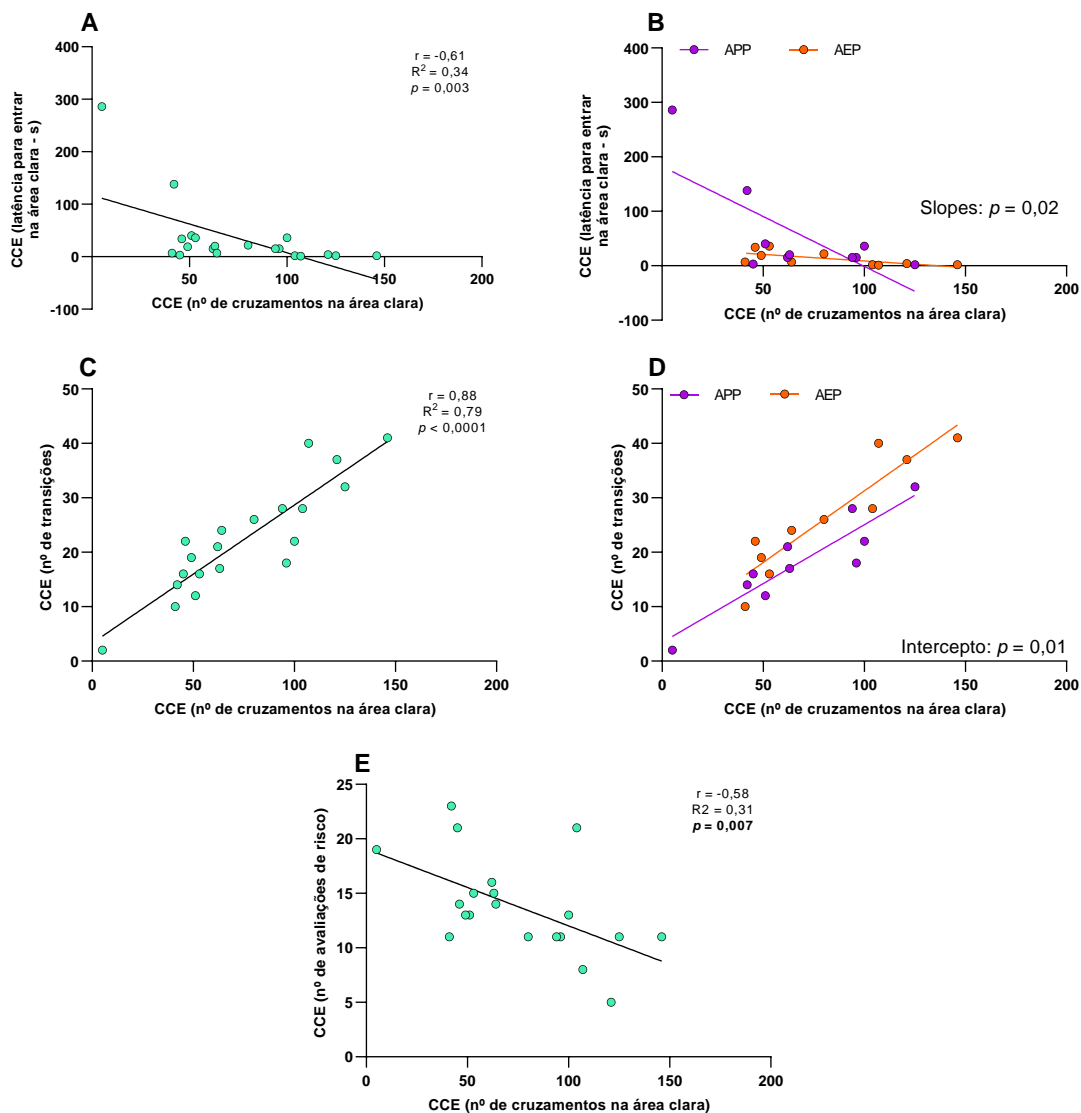 A
r = -0,61
R² = 0,34
p = 0,003
400
300
200
100
0
-100
50
100
150
200
CCE (latência para entrar
na área clara - s)
CCE (nº de cruzamentos na área clara)
B
APP
AEP
400
300
200
100
0
-100
50
100
150
200
CCE (latência para entrar
na área clara - s)
Slopes: p = 0,02
CCE (nº de cruzamentos na área clara)
C
r = 0,88
R² = 0,79
p < 0,0001
50
40
30
20
10
0
0
50
100
150
200
CCE (nº de transições)
CCE (nº de cruzamentos na área clara)
D
APP
AEP
50
40
30
20
10
0
0
50
100
150
200
CCE (nº de transições)
Intercepto: p = 0,01
CCE (nº de cruzamentos na área clara)
E
r = -0,58
R2 = 0,31
p = 0,007
25
20
15
10
5
0
0
50
100
150
200
CCE (nº de avaliações de risco)
CCE (nº de cruzamentos na área clara)